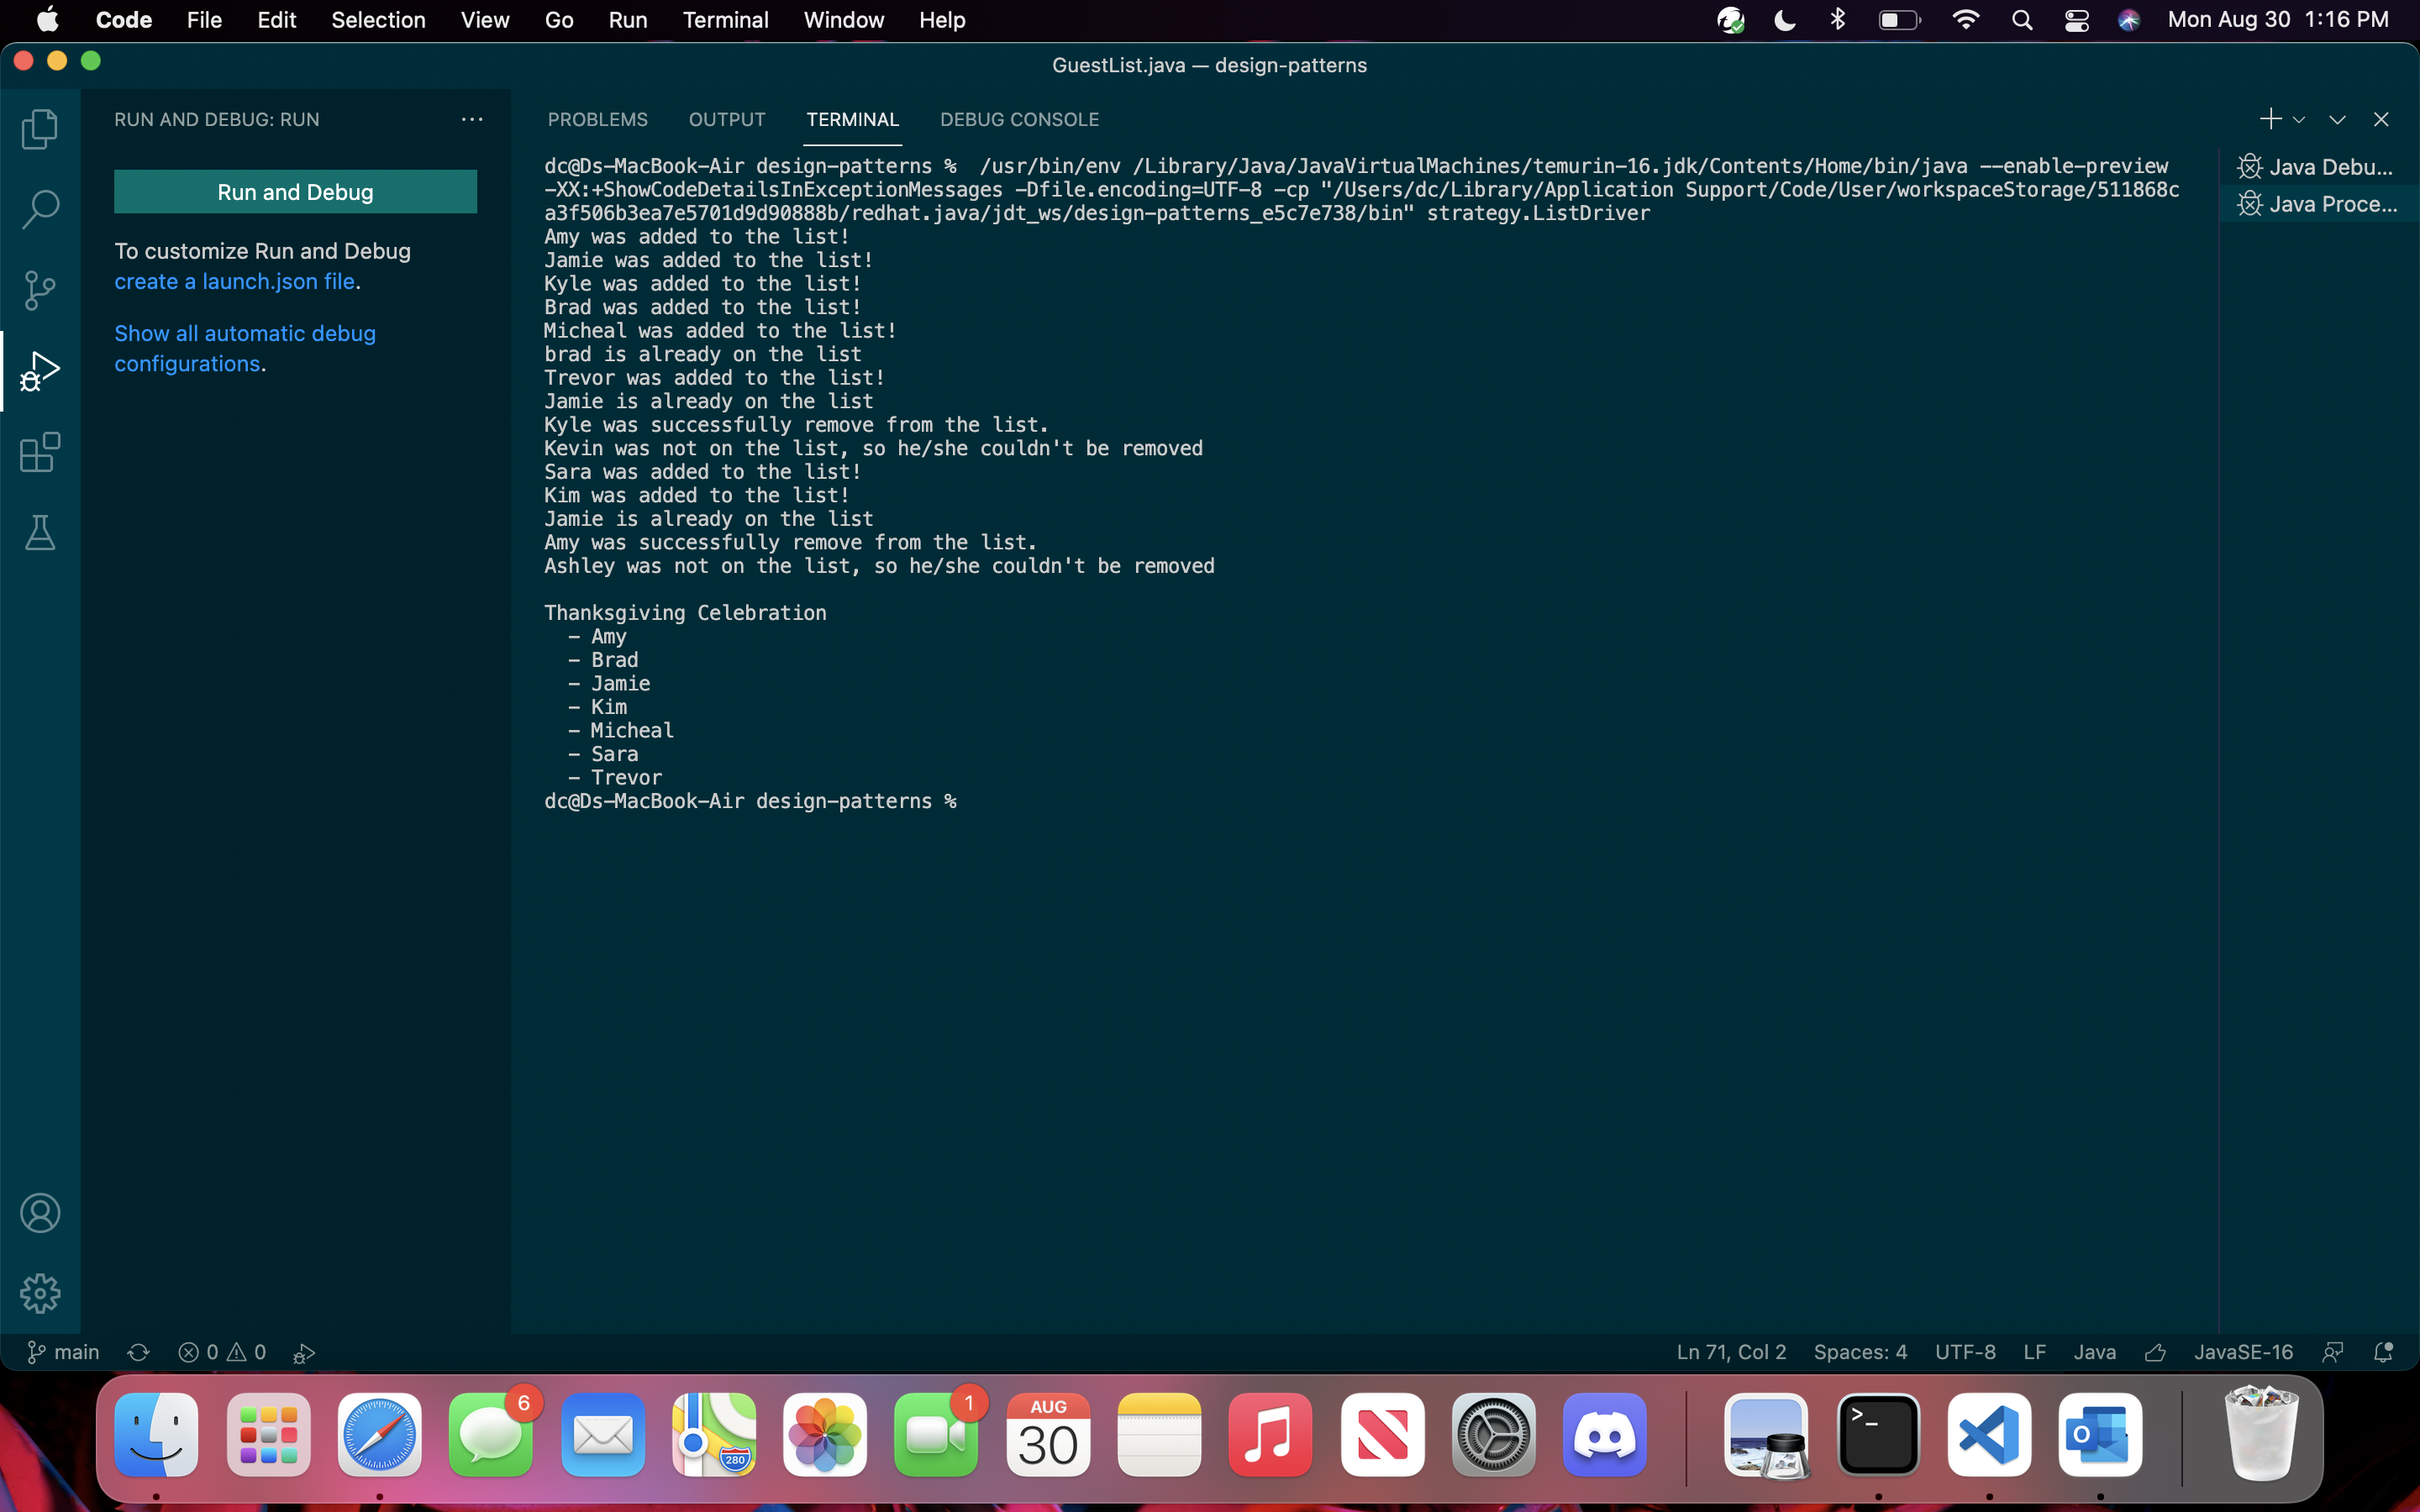 Code File Edit Selection View Go Run Terminal Window Help Mon Aug 30 1:16 PM
GuestList.java — design-patterns
RUN AND DEBUG: RUN ···
Run and Debug
To customize Run and Debug
create a launch.json file.
Show all automatic debug
configurations.
PROBLEMS OUTPUT TERMINAL DEBUG CONSOLE
dc@Ds-MacBook-Air design-patterns %  /usr/bin/env /Library/Java/JavaVirtualMachines/temurin-16.jdk/Contents/Home/bin/java --enable-preview
-XX:+ShowCodeDetailsInExceptionMessages -Dfile.encoding=UTF-8 -cp "/Users/dc/Library/Application Support/Code/User/workspaceStorage/511868c
a3f506b3ea7e5701d9d90888b/redhat.java/jdt_ws/design-patterns_e5c7e738/bin" strategy.ListDriver
Amy was added to the list!
Jamie was added to the list!
Kyle was added to the list!
Brad was added to the list!
Micheal was added to the list!
brad is already on the list
Trevor was added to the list!
Jamie is already on the list
Kyle was successfully remove from the list.
Kevin was not on the list, so he/she couldn't be removed
Sara was added to the list!
Kim was added to the list!
Jamie is already on the list
Amy was successfully remove from the list.
Ashley was not on the list, so he/she couldn't be removed
Thanksgiving Celebration
- Amy
- Brad
- Jamie
- Kim
- Micheal
- Sara
- Trevor
dc@Ds-MacBook-Air design-patterns %
Java Debu...
Java Proce...
main 0 0 Ln 71, Col 2 Spaces: 4 UTF-8 LF Java JavaSE-16
6 280 1 AUG 30 >_ O